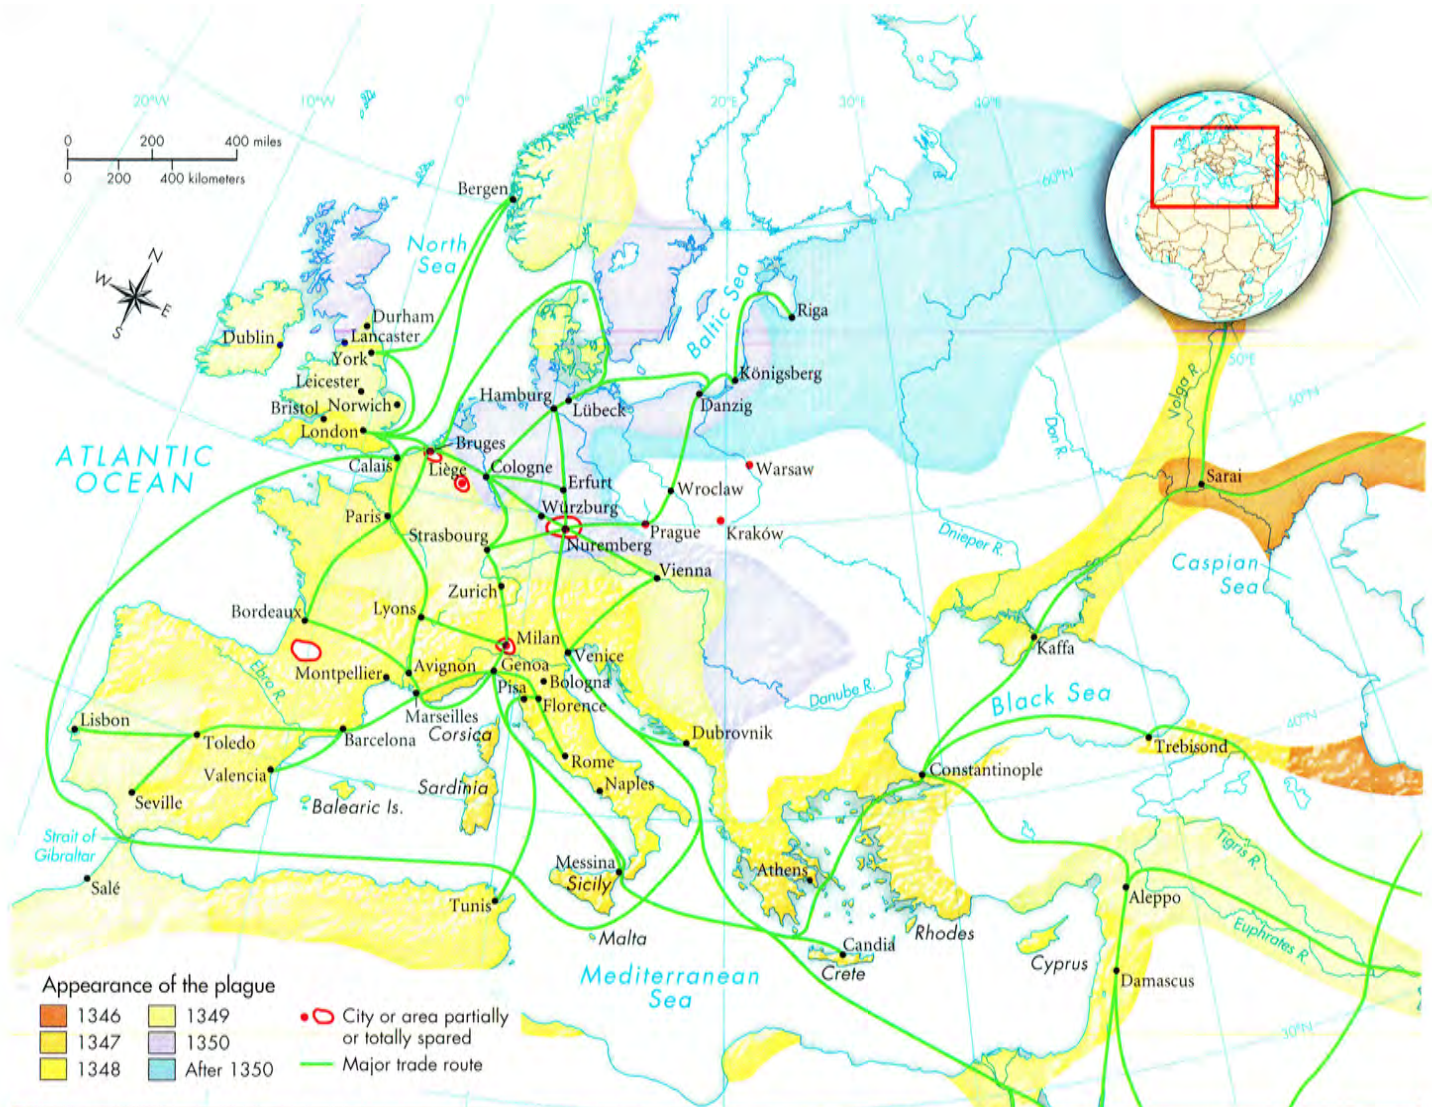 20°W
10°W
0°
10°E
20°E
30°E
40°E
0 200 400 miles
0 200 400 kilometers
60°N
Bergen
North
Sea
N
W
E
S
Baltic Sea
Riga
Durham
Lancaster
Dublin
York
50°E
Volga R.
Königsberg
Leicester
Hamburg
Lübeck
Danzig
50°N
Bristol
Norwich
Don R.
London
Bruges
ATLANTIC
OCEAN
Calais
Liège
Cologne
Warsaw
Sarai
Erfurt
Wroclaw
Paris
Würzburg
Strasbourg
Nuremberg
Prague
Kraków
Dnieper R.
Vienna
Caspian
Sea
Zurich
Bordeaux
Lyons
Milan
Kaffa
Venice
Ebro R.
Montpellier
Avignon
Genoa
Bologna
Pisa
Florence
Danube R.
Black Sea
40°N
Lisbon
Marseilles
Corsica
Toledo
Barcelona
Dubrovnik
Trebisond
Valencia
Rome
Constantinople
Seville
Balearic Is.
Sardinia
Naples
Strait of
Gibraltar
Tigris R.
Messina
Sicily
Athens
Salé
Tunis
Aleppo
Malta
Rhodes
Euphrates R.
Candia
Crete
Cyprus
Mediterranean
Sea
Damascus
30°N
Appearance of the plague
1346
1347
1348
1349
1350
After 1350
City or area partially
or totally spared
Major trade route